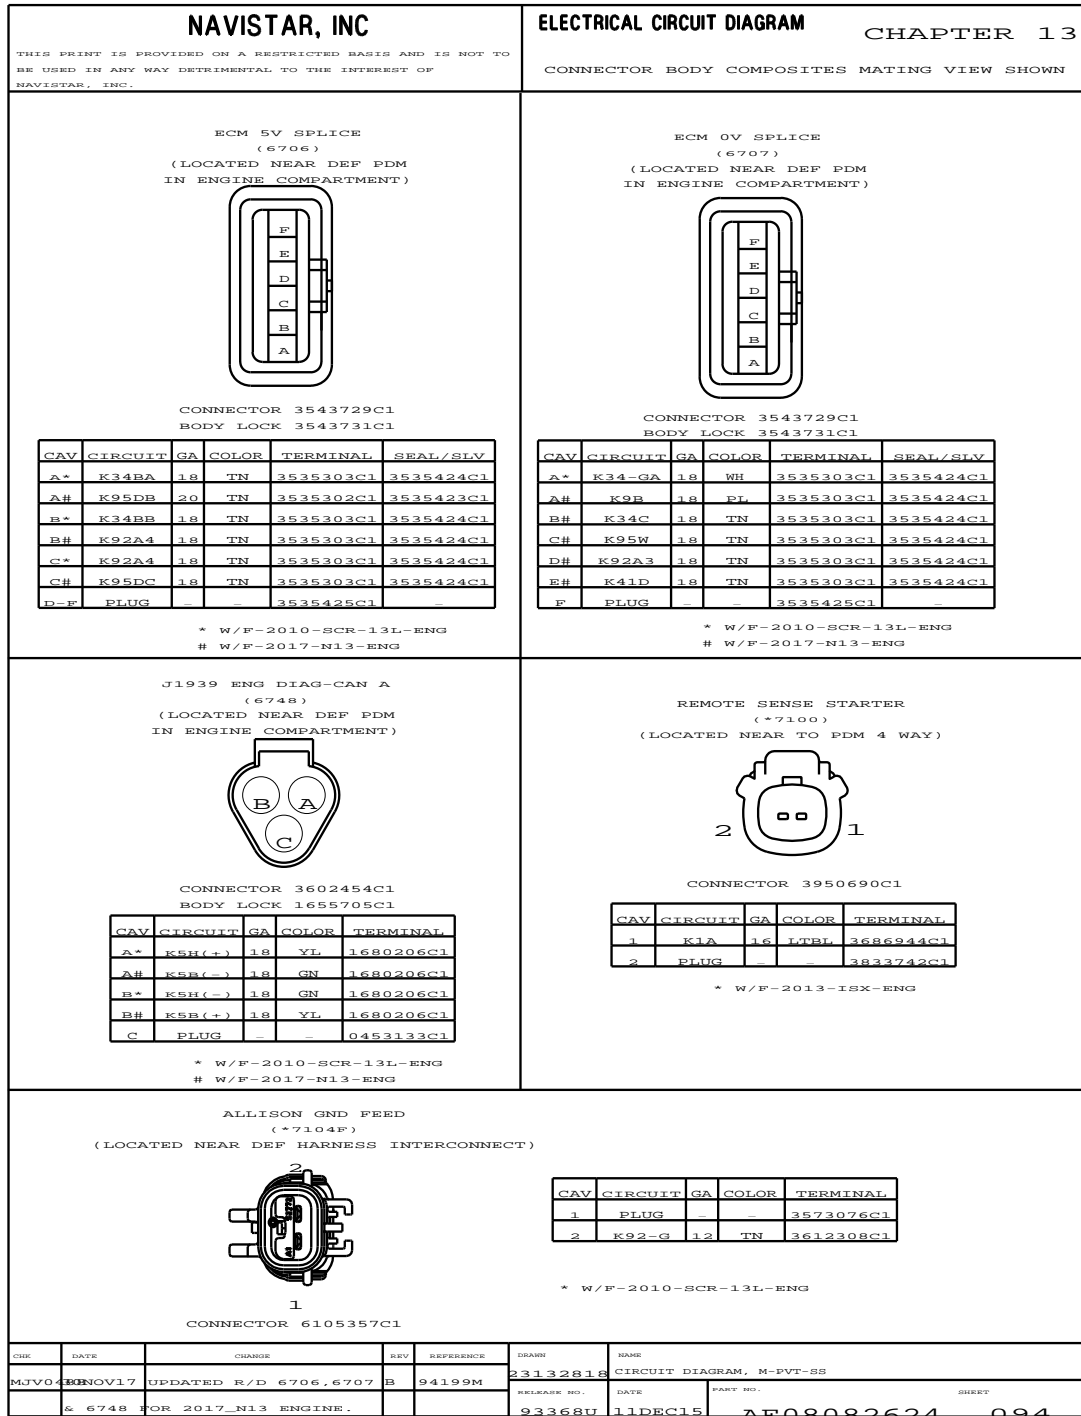 NAVISTAR, INC
THIS PRINT IS PROVIDED ON A RESTRICTED BASIS AND IS NOT TO
BE USED IN ANY WAY DETRIMENTAL TO THE INTEREST OF
NAVISTAR, INC.
ELECTRICAL CIRCUIT DIAGRAM CHAPTER 13
CONNECTOR BODY COMPOSITES MATING VIEW SHOWN
ECM 5V SPLICE
(6706)
(LOCATED NEAR DEF PDM
IN ENGINE COMPARTMENT)
F
E
D
C
B
A
CONNECTOR 3543729C1
BODY LOCK 3543731C1
CAV CIRCUIT GA COLOR TERMINAL SEAL/SLV
A* K34BA 18 TN 3535303C1 3535424C1
A# K95DB 20 TN 3535302C1 3535423C1
B* K34BB 18 TN 3535303C1 3535424C1
B# K92A4 18 TN 3535303C1 3535424C1
C* K92A4 18 TN 3535303C1 3535424C1
C# K95DC 18 TN 3535303C1 3535424C1
D-F PLUG - - 3535425C1 -
* W/F-2010-SCR-13L-ENG
# W/F-2017-N13-ENG
ECM 0V SPLICE
(6707)
(LOCATED NEAR DEF PDM
IN ENGINE COMPARTMENT)
F
E
D
C
B
A
CONNECTOR 3543729C1
BODY LOCK 3543731C1
CAV CIRCUIT GA COLOR TERMINAL SEAL/SLV
A* K34-GA 18 WH 3535303C1 3535424C1
A# K9B 18 PL 3535303C1 3535424C1
B# K34C 18 TN 3535303C1 3535424C1
C# K95W 18 TN 3535303C1 3535424C1
D# K92A3 18 TN 3535303C1 3535424C1
E# K41D 18 TN 3535303C1 3535424C1
F PLUG - - 3535425C1 -
* W/F-2010-SCR-13L-ENG
# W/F-2017-N13-ENG
J1939 ENG DIAG-CAN A
(6748)
(LOCATED NEAR DEF PDM
IN ENGINE COMPARTMENT)
B A
C
CONNECTOR 3602454C1
BODY LOCK 1655705C1
CAV CIRCUIT GA COLOR TERMINAL
A* K5H(+) 18 YL 1680206C1
A# K5B(-) 18 GN 1680206C1
B* K5H(-) 18 GN 1680206C1
B# K5B(+) 18 YL 1680206C1
C PLUG - - 0453133C1
* W/F-2010-SCR-13L-ENG
# W/F-2017-N13-ENG
REMOTE SENSE STARTER
(*7100)
(LOCATED NEAR TO PDM 4 WAY)
2 1
CONNECTOR 3950690C1
CAV CIRCUIT GA COLOR TERMINAL
1 K1A 16 LTBL 3686944C1
2 PLUG - - 3833742C1
* W/F-2013-ISX-ENG
ALLISON GND FEED
(*7104F)
(LOCATED NEAR DEF HARNESS INTERCONNECT)
2
1
CONNECTOR 6105357C1
CAV CIRCUIT GA COLOR TERMINAL
1 PLUG - - 3573076C1
2 K92-G 12 TN 3612308C1
* W/F-2010-SCR-13L-ENG
CHK DATE CHANGE REV REFERENCE
UPDATED R/D 6706,6707 B 94199M
& 6748 FOR 2017_N13 ENGINE.
DRAWN
23132818
NAME
CIRCUIT DIAGRAM, M-PVT-SS
RELEASE NO.
93368U
DATE
11DEC15
PART NO.
AF08082624
SHEET
094